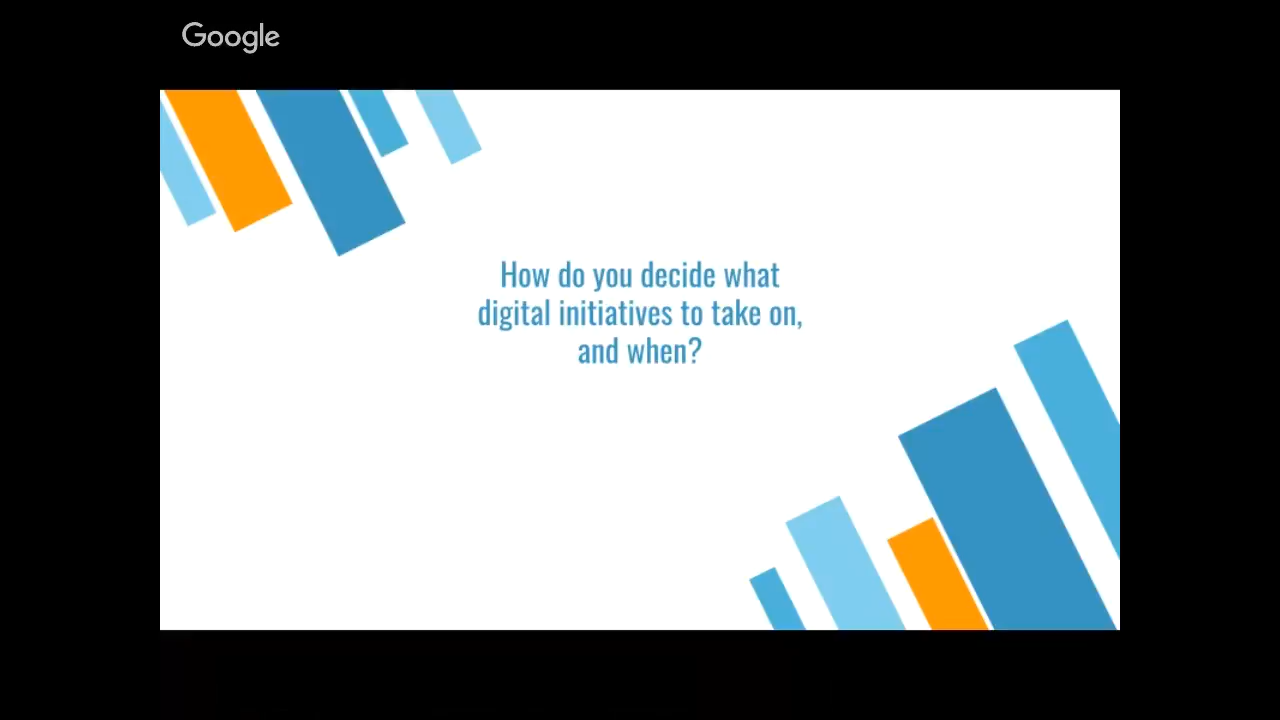 Google
How do you decide what
digital initiatives to take on,
and when?